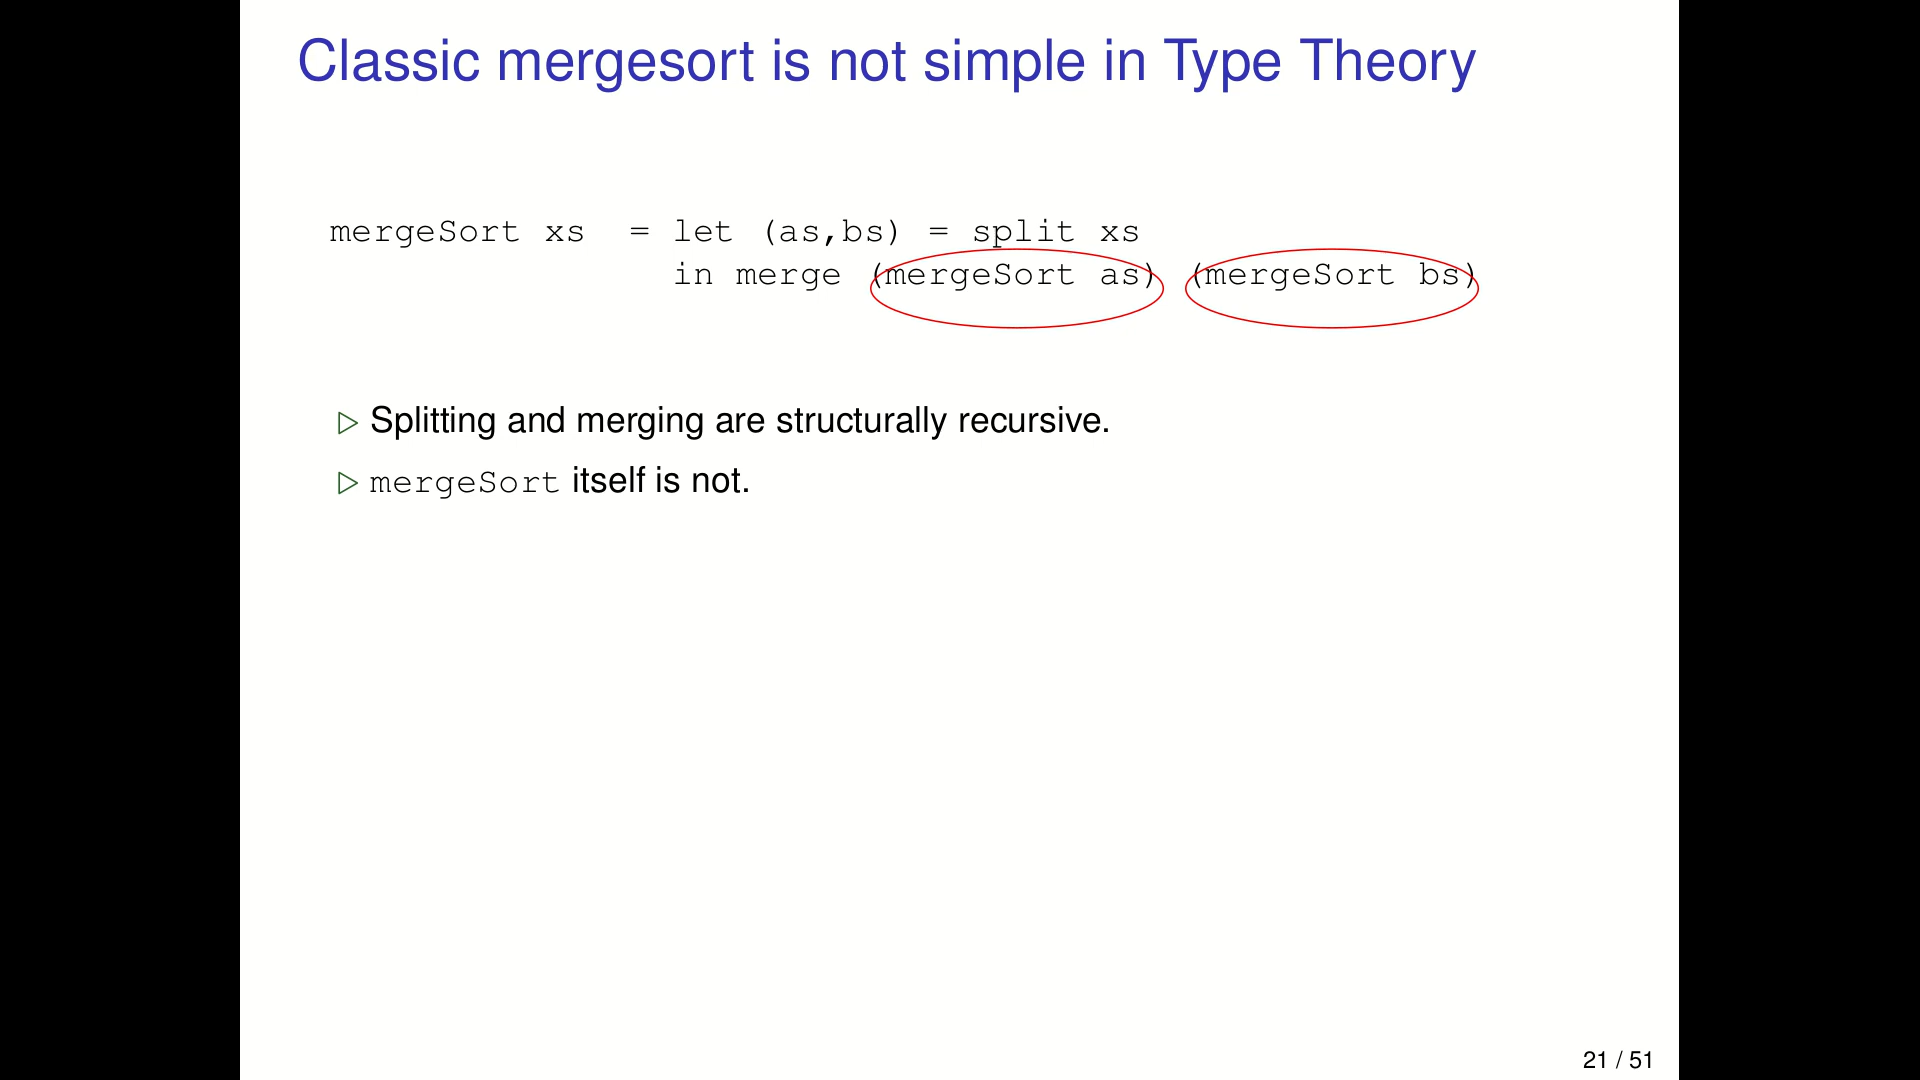 Classic mergesort is not simple in Type Theory
mergeSort xs = let (as,bs) = split xs
in merge (mergeSort as) (mergeSort bs)
▷ Splitting and merging are structurally recursive.
▷ mergeSort itself is not.
21 / 51